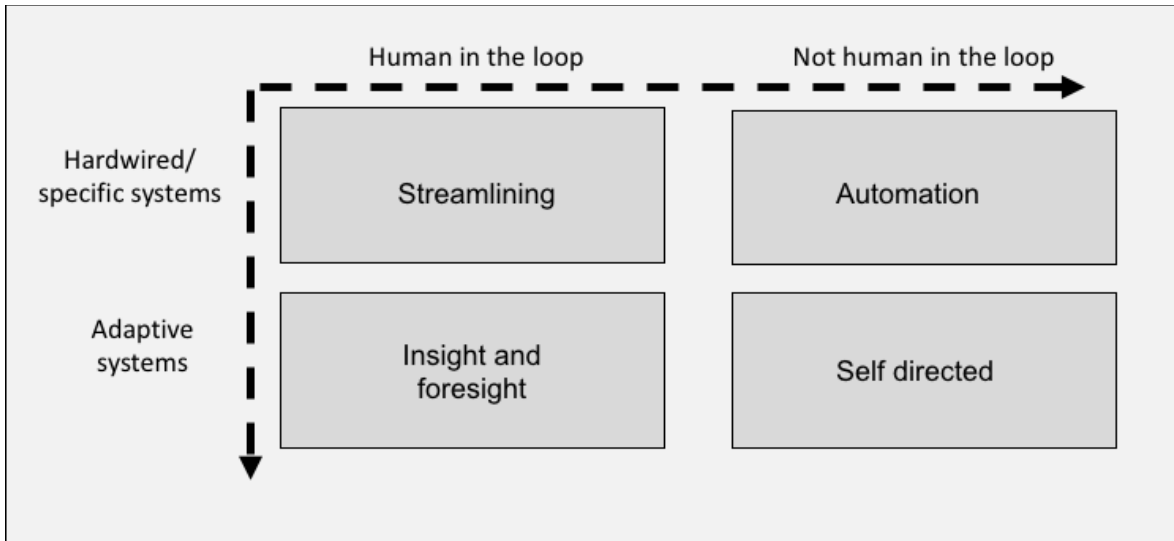 Human in the loop
Not human in the loop
Hardwired/
specific systems
Streamlining
Automation
Adaptive
systems
Insight and
foresight
Self directed